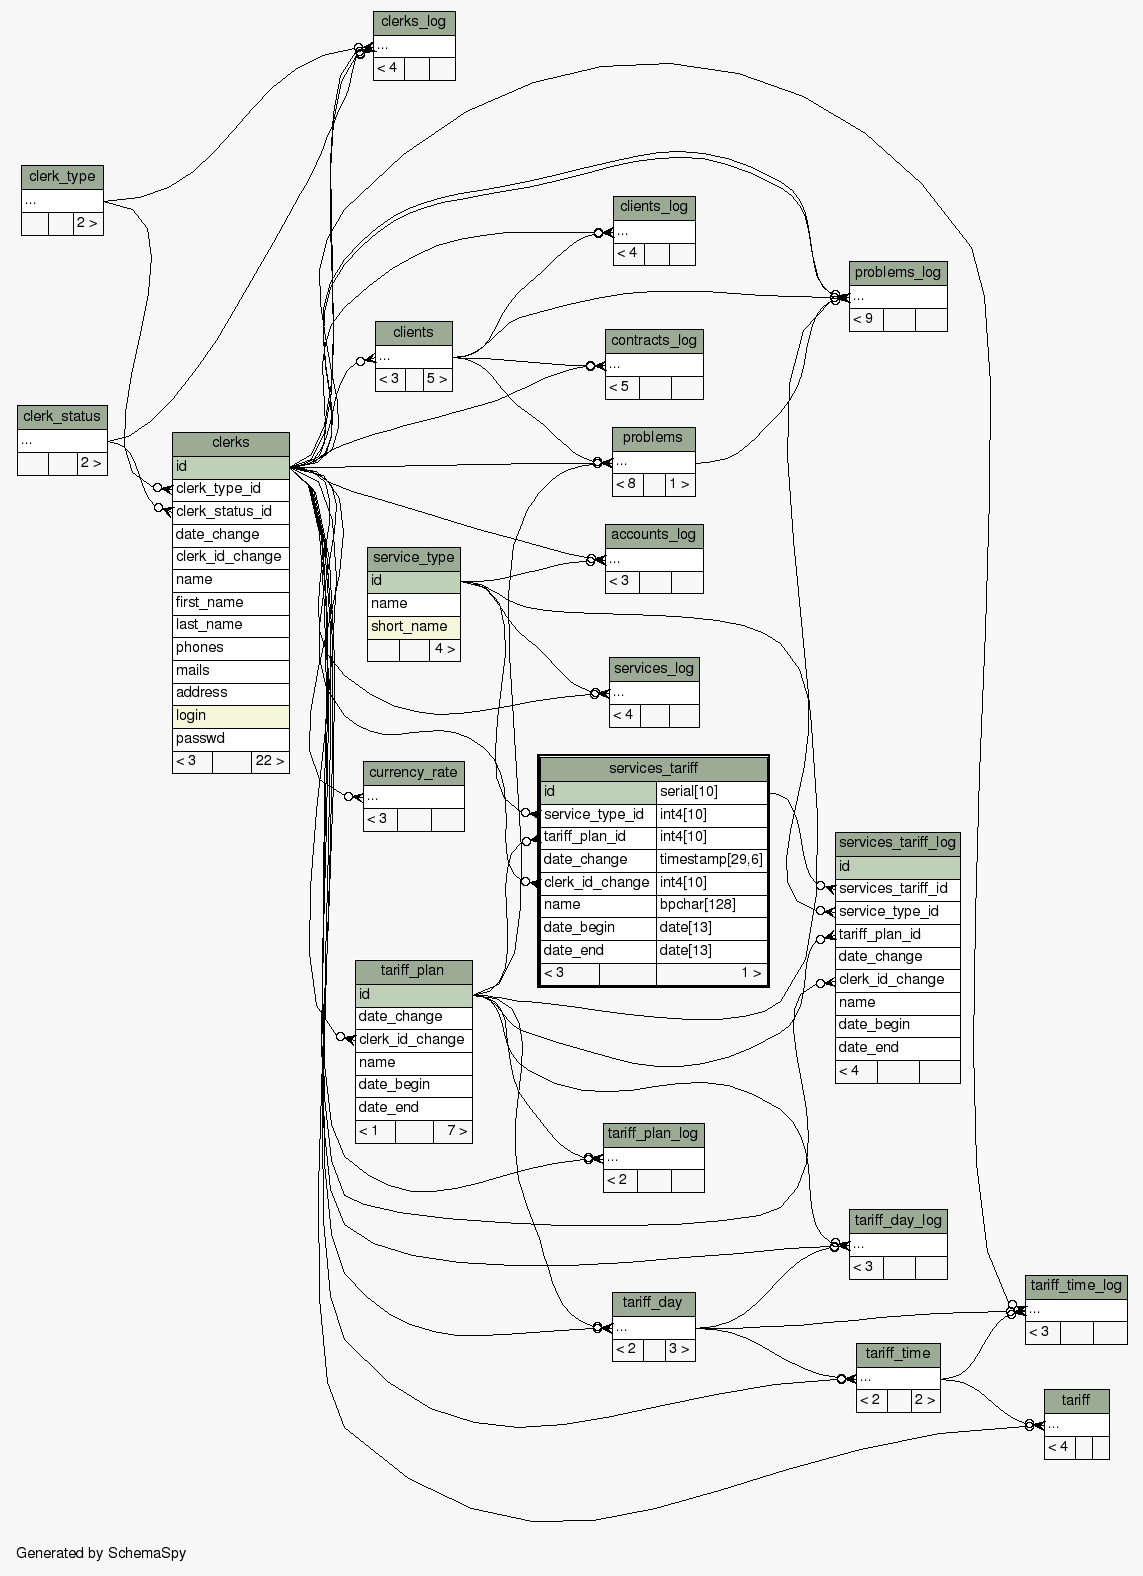 clerks_log
...
< 4
clerk_type
...
2 >
clients_log
...
< 4
problems_log
...
< 9
clients
...
< 3 5 >
contracts_log
...
< 5
clerk_status
...
2 >
problems
...
< 8 1 >
clerks
id
clerk_type_id
clerk_status_id
date_change
clerk_id_change
name
first_name
last_name
phones
mails
address
login
passwd
< 3 22 >
accounts_log
...
< 3
service_type
id
name
short_name
4 >
services_log
...
< 4
currency_rate
...
< 3
services_tariff
id serial[10]
service_type_id int4[10]
tariff_plan_id int4[10]
date_change timestamp[29,6]
clerk_id_change int4[10]
name bpchar[128]
date_begin date[13]
date_end date[13]
< 3 1 >
services_tariff_log
id
services_tariff_id
service_type_id
tariff_plan_id
date_change
clerk_id_change
name
date_begin
date_end
< 4
tariff_plan
id
date_change
clerk_id_change
name
date_begin
date_end
< 1 7 >
tariff_plan_log
...
< 2
tariff_day_log
...
< 3
tariff_time_log
...
< 3
tariff_day
...
< 2 3 >
tariff_time
...
< 2 2 >
tariff
...
< 4
Generated by SchemaSpy